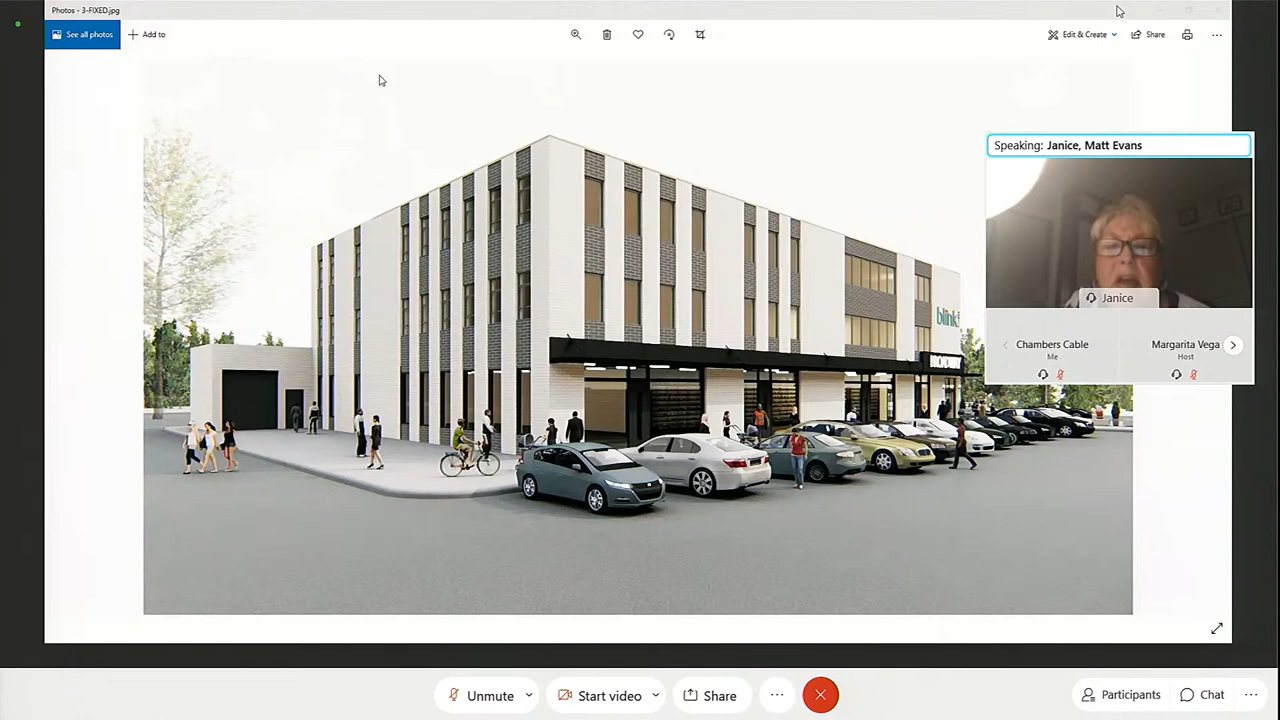 Photos - 3-FIXED.jpg
See all photos
Add to
Edit & Create
Share
Speaking: Janice, Matt Evans
Janice
Chambers Cable
Me
Margarita Vega
Host
blink
Unmute
Start video
Share
Participants
Chat